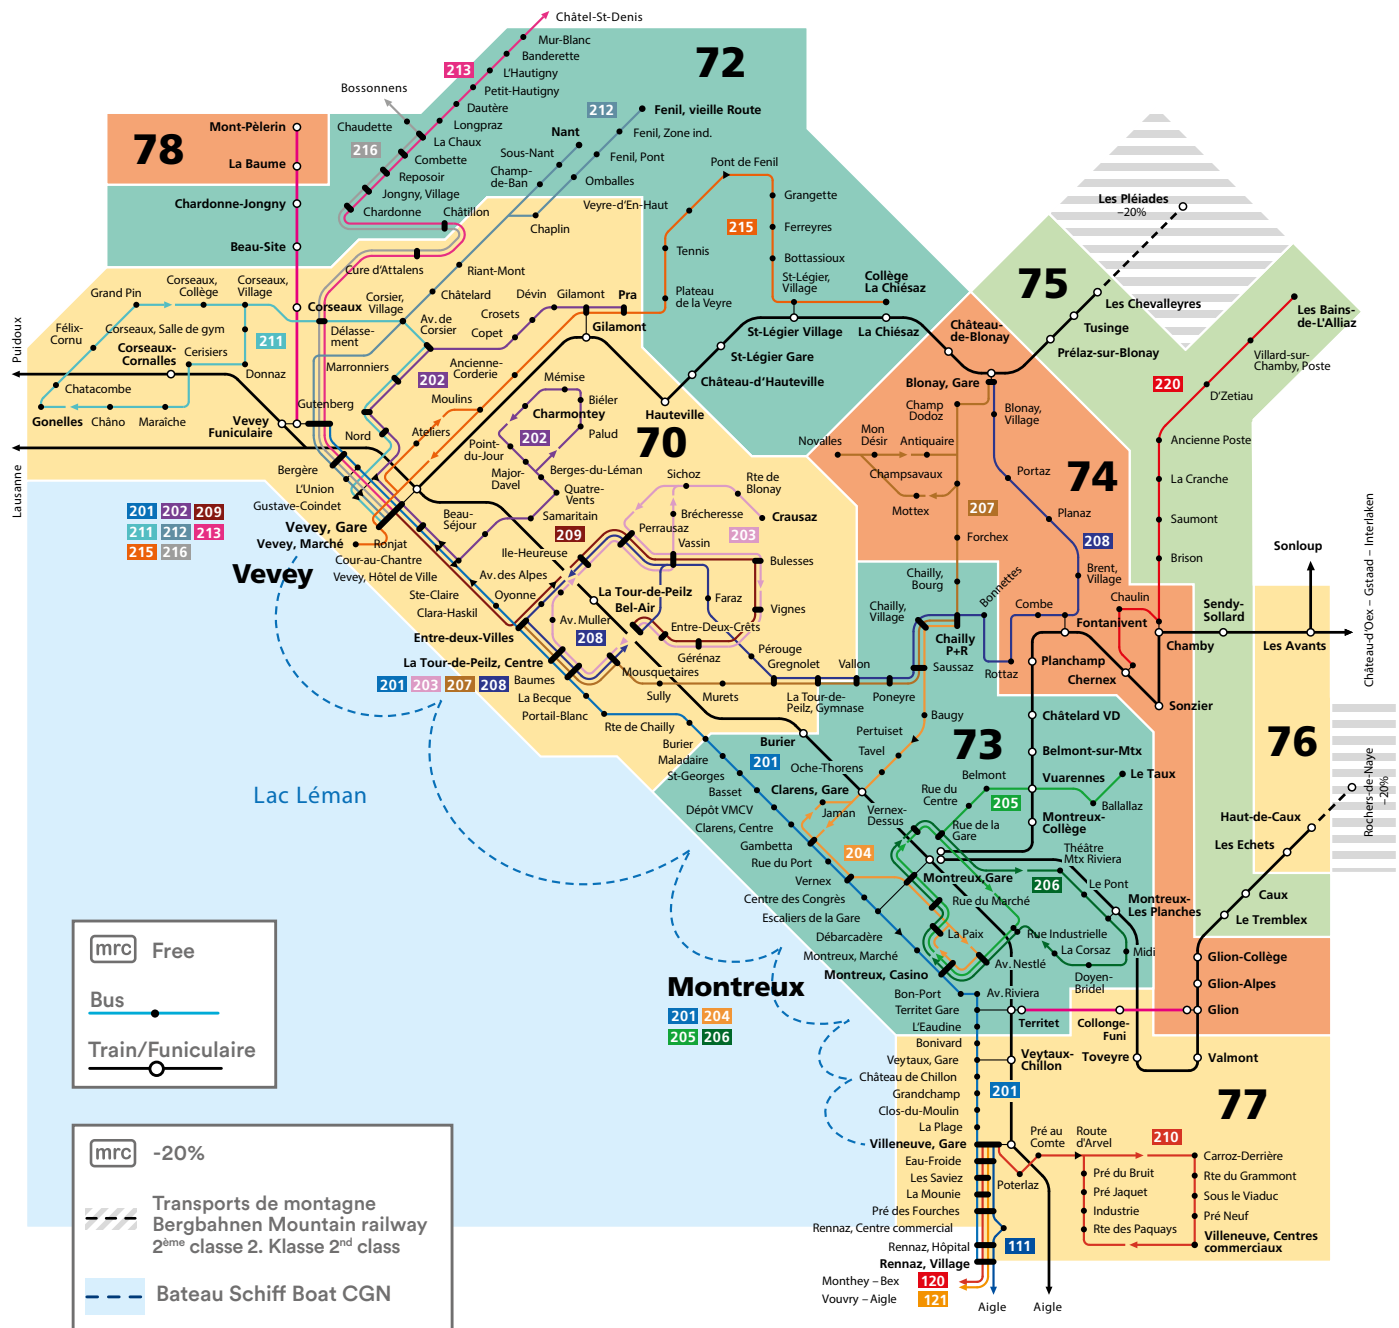 Châtel-St-Denis
Mur-Blanc
Banderette
L'Hautigny
Petit-Hautigny
Dautère
Longpraz
La Chaux
Combette
Reposoir
Jongny, Village
Chardonne
Châtillon
213
72
Bossonnens
Chaudette
216
212
Fenil, vieille Route
Fenil, Zone ind.
Fenil, Pont
Omballes
Nant
Sous-Nant
Champ-
de-Ban
Chaplin
78
Mont-Pèlerin
La Baume
Chardonne-Jongny
Beau-Site
Corseaux
Cure d'Attalens
Riant-Mont
Châtelard
Corsier,
Village
Av. de
Corsier
Délasse-
ment
Marronniers
Veyre-d'En-Haut
Pont de Fenil
Grangette
Ferreyres
Bottassioux
215
Tennis
Plateau
de la Veyre
St-Légier,
Village
Collège
La Chiésaz
St-Légier Village
La Chiésaz
St-Légier Gare
Château-d'Hauteville
Hauteville
Les Pléiades
–20%
75
Les Chevalleyres
Tusinge
Prélaz-sur-Blonay
Château-
de-Blonay
Blonay, Gare
Les Bains-
de-L'Alliaz
Villard-sur-
Chamby, Poste
220
D'Zetiau
Ancienne Poste
La Cranche
Saumont
Brison
Puidoux
Lausanne
Grand Pin
Corseaux,
Collège
Corseaux,
Village
Félix-
Cornu
Corseaux, Salle de gym
Corseaux-
Cornalles
Cerisiers
211
Donnaz
Chatacombe
Gonelles
Châno
Maraîche
Vevey
Funiculaire
Gutenberg
Nord
Bergère
L'Union
Gustave-Coindet
Vevey, Gare
Vevey, Marché
Ronjat
Cour-au-Chantre
Vevey, Hôtel de Ville
Ste-Claire
Clara-Haskil
Entre-deux-Villes
Dévin
Gilamont
Pra
Gilamont
Crosets
Copet
Ancienne-
Corderie
202
Moulins
Ateliers
Mémise
Charmontey
Biéler
Palud
202
Point-
du-Jour
Major-
Davel
Berges-du-Léman
Quatre-
Vents
Samaritain
Beau-
Séjour
70
209
Ile-Heureuse
Av. des Alpes
Oyonne
Sichoz
Rte de
Blonay
Brécheresse
Crausaz
Perrausaz
203
Vassin
Bulesses
Faraz
Vignes
La Tour-de-Peilz
Bel-Air
Entre-Deux-Crêts
Av. Muller
208
Gérénaz
Pérouge
Gregnolet
Vallon
Mousquetaires
Sully
Murets
La Tour-de-
Peilz, Gymnase
Poneyre
201 202 209
211 212 213
215 216
Vevey
La Tour-de-Peilz, Centre
201 203 207 208
Baumes
La Becque
Portail-Blanc
Rte de Chailly
Burier
Maladaire
St-Georges
Basset
Dépôt VMCV
Clarens, Centre
Gambetta
Rue du Port
Vernex
Centre des Congrès
Escaliers de la Gare
Débarcadère
Montreux, Marché
Montreux, Casino
Champ
Dodoz
Novalles
Mon
Désir
Antiquaire
Champsavaux
Mottex
207
Forchex
Blonay,
Village
74
Portaz
Planaz
208
Brent,
Village
Chailly,
Bourg
Chailly,
Village
Bonnettes
Chailly
P+R
Saussaz
Rottaz
Combe
Fontanivent
Chaulin
Planchamp
Chernex
Chamby
Sendy-
Sollard
Sonzier
Les Avants
Sonloup
Château-d'Oex – Gstaad – Interlaken
Rochers-de-Naye
–20%
76
Burier
201
Baugy
Pertuiset
Tavel
Oche-Thorens
Clarens, Gare
Jaman
Vernex-
Dessus
73
Châtelard VD
Belmont-sur-Mtx
Belmont
Rue du
Centre
205
Vuarennes
Le Taux
Ballallaz
Montreux-
Collège
Rue de la
Gare
204
Montreux, Gare
Théâtre
Mtx Riviera
206
Le Pont
Montreux-
Les Planches
Rue du Marché
La Paix
Rue Industrielle
La Corsaz
Midi
Doyen-
Bridel
Av. Nestlé
Haut-de-Caux
Les Echets
Caux
Le Tremblex
Glion-Collège
Glion-Alpes
Glion
Valmont
Toveyre
Collonge-
Funi
Territet
Lac Léman
Montreux
201 204
205 206
Bon-Port
Av. Riviera
Territet Gare
L'Eaudine
Bonivard
Veytaux, Gare
Veytaux-
Chillon
Château de Chillon
Grandchamp
201
Clos-du-Moulin
La Plage
Villeneuve, Gare
Eau-Froide
Les Saviez
La Mounie
Pré des Fourches
Rennaz, Centre commercial
Rennaz, Hôpital
111
Rennaz, Village
Monthey – Bex 120
Vouvry – Aigle 121
Aigle
Aigle
77
Poterlaz
Pré au
Comte
Route
d'Arvel
210
Pré du Bruit
Pré Jaquet
Industrie
Rte des Paquays
Carroz-Derrière
Rte du Grammont
Sous le Viaduc
Pré Neuf
Villeneuve, Centres
commerciaux
mrc Free
Bus
Train/Funiculaire
mrc -20%
Transports de montagne
Bergbahnen Mountain railway
2ème classe 2. Klasse 2nd class
Bateau Schiff Boat CGN